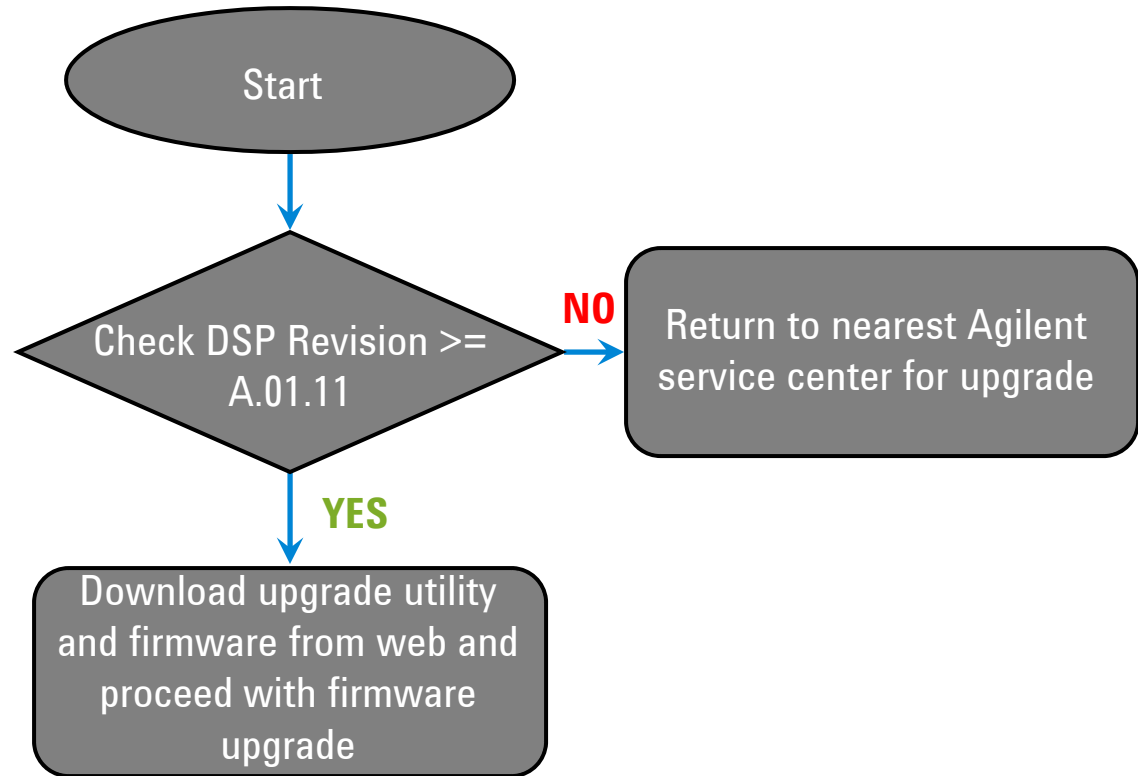 Start
Check DSP Revision >=
A.01.11
NO
Return to nearest Agilent
service center for upgrade
YES
Download upgrade utility
and firmware from web and
proceed with firmware
upgrade